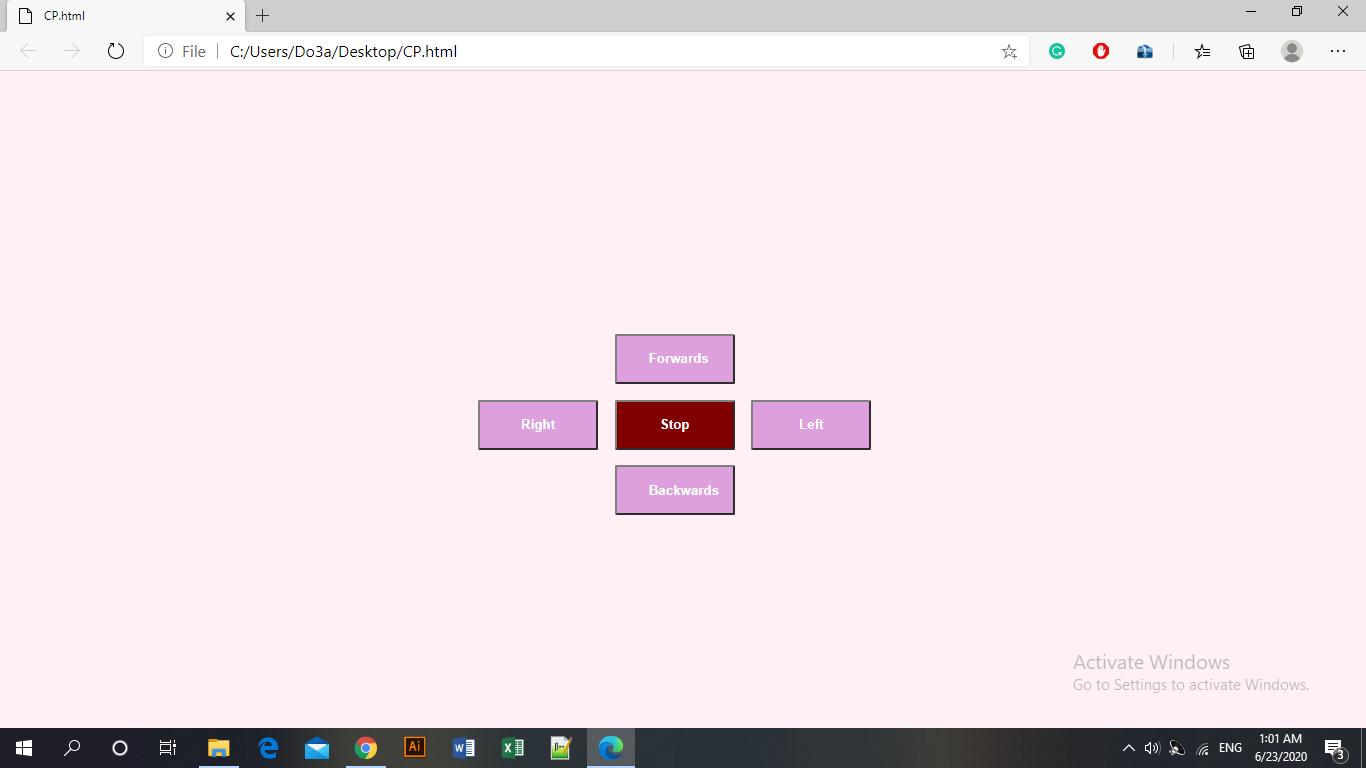 CP.html
File
C:/Users/Do3a/Desktop/CP.html
Forwards
Right
Stop
Left
Backwards
Activate Windows
Go to Settings to activate Windows.
Ai
ENG
1:01 AM
6/23/2020
3